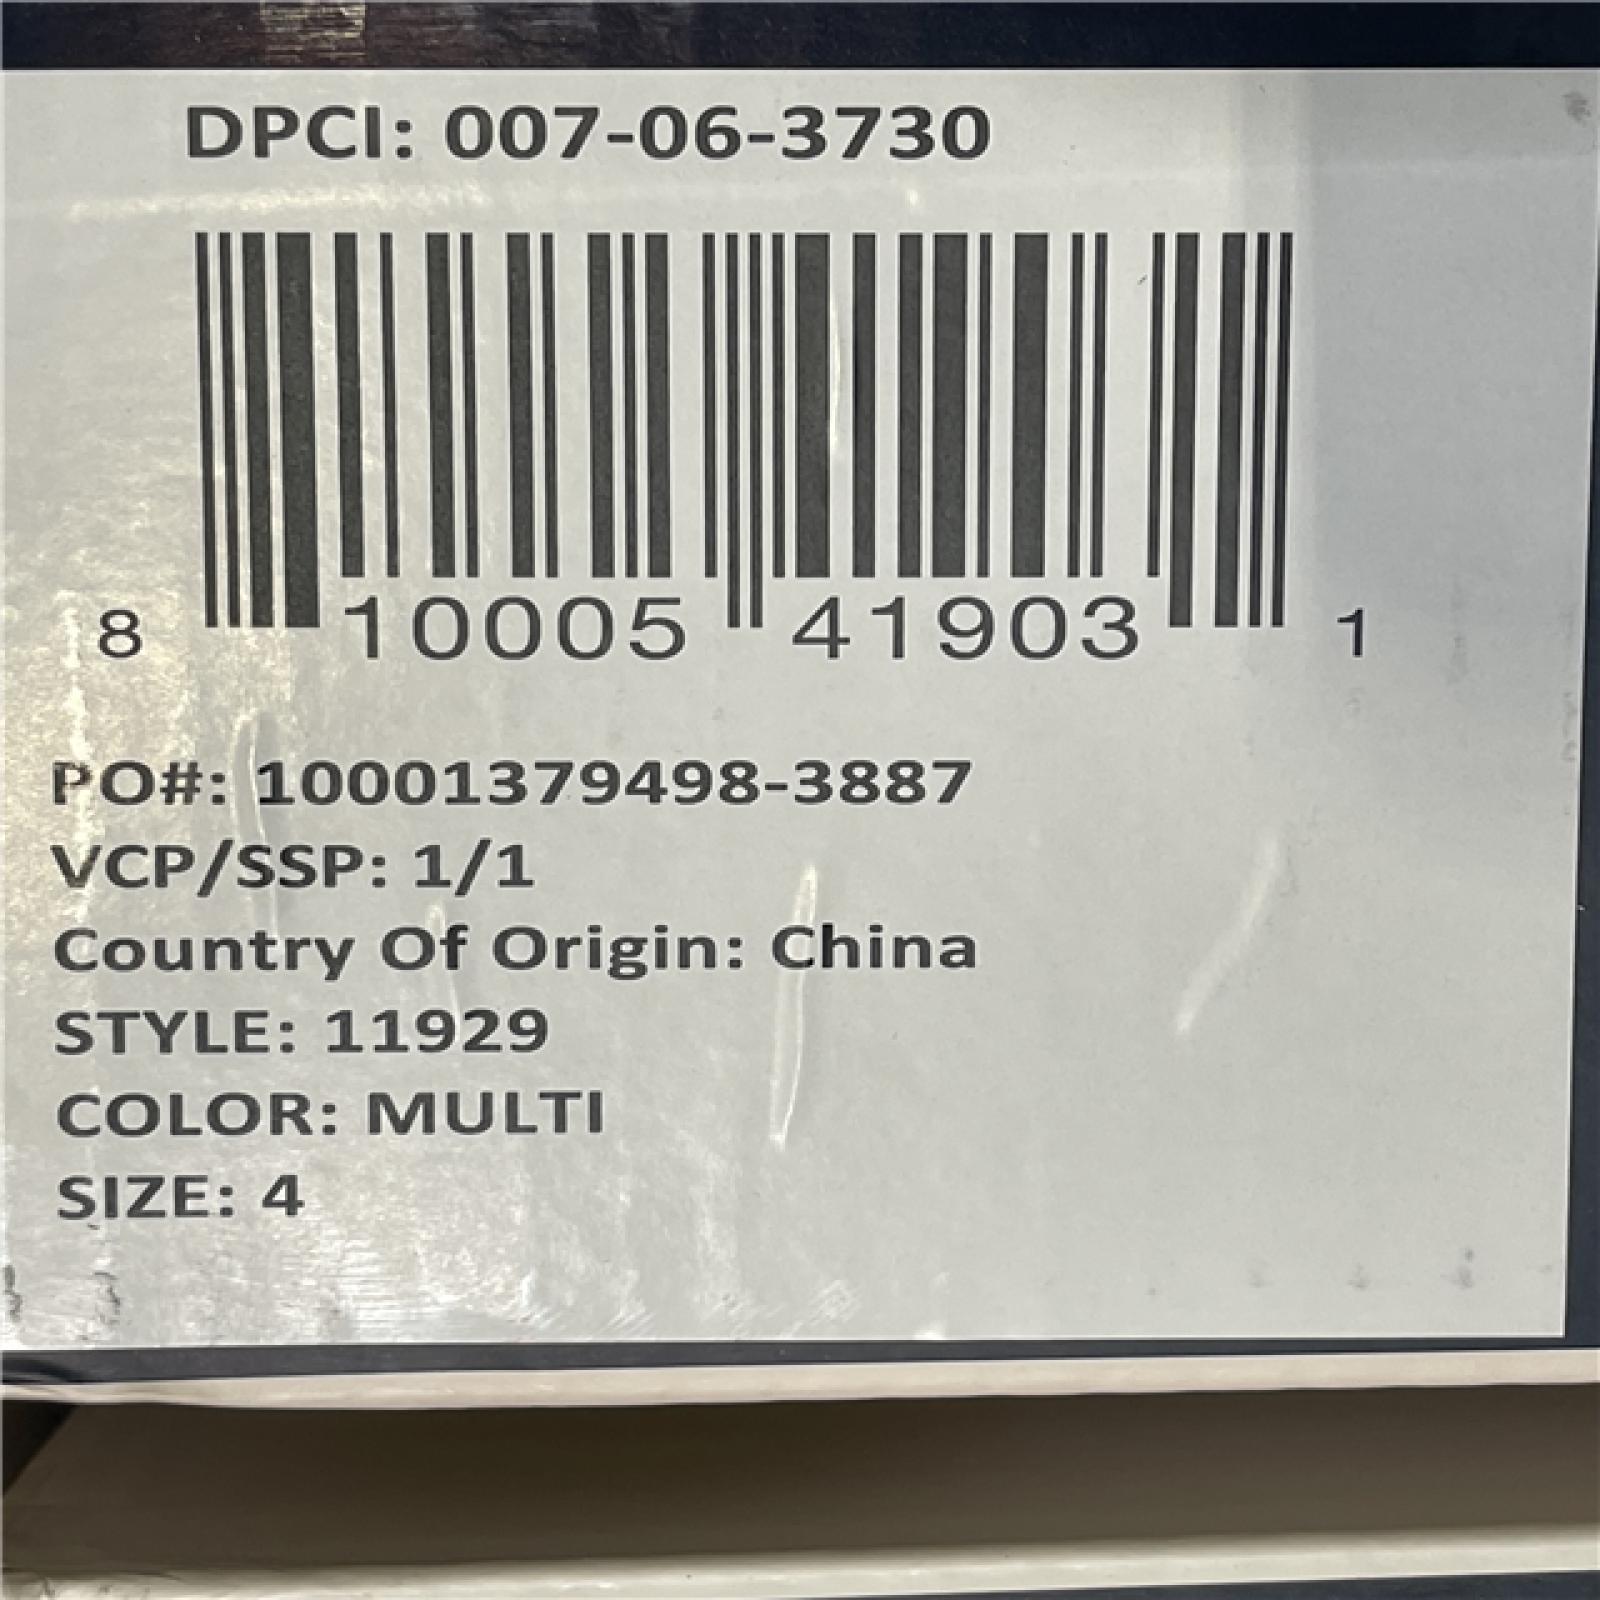 DPCI: 007-06-3730
8 10005 41903 1
PO#: 10001379498-3887
VCP/SSP: 1/1
Country Of Origin: China
STYLE: 11929
COLOR: MULTI
SIZE: 4